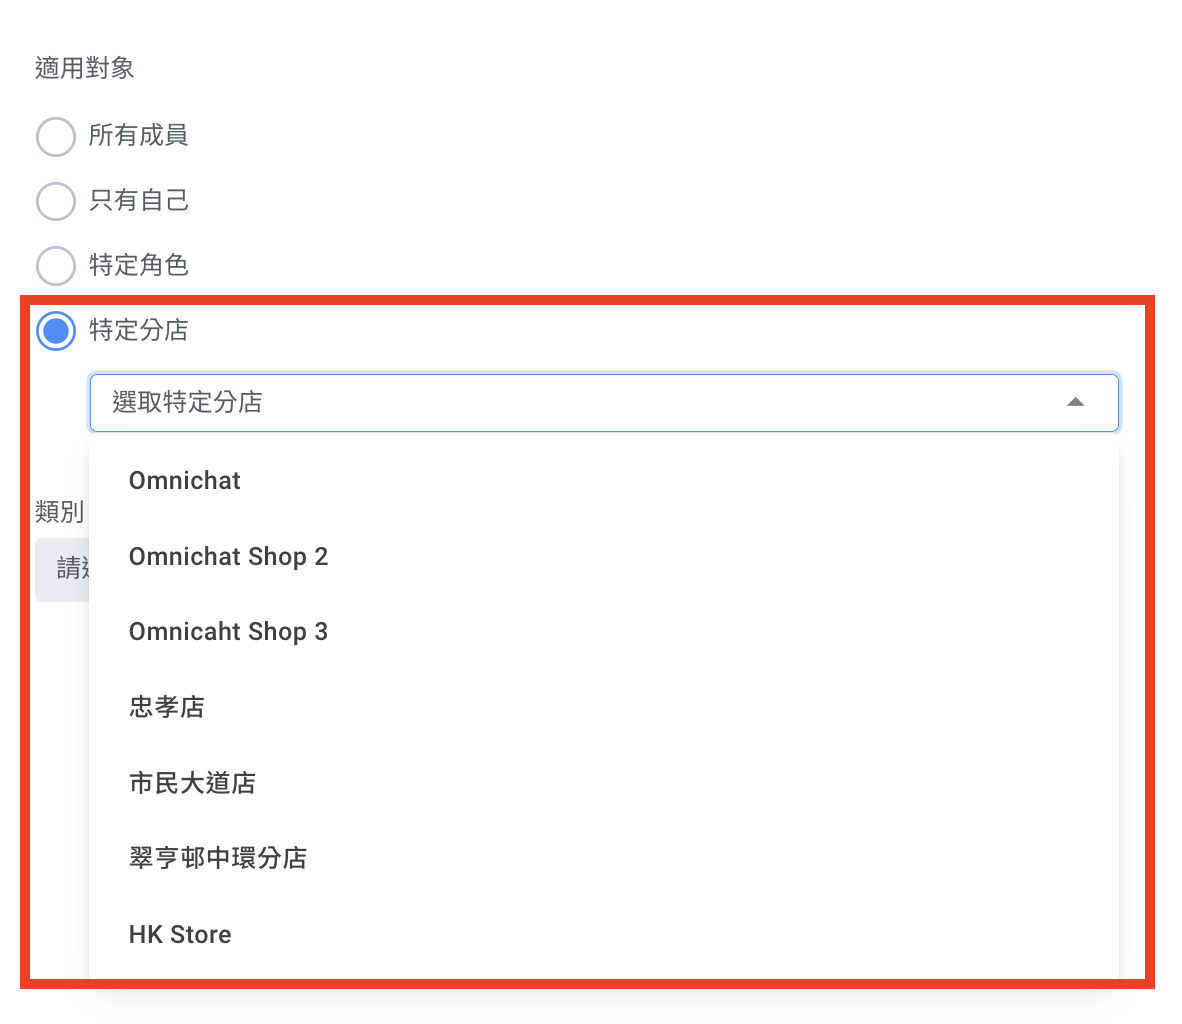 適用對象
所有成員
只有自己
特定角色
特定分店
選取特定分店
Omnichat
類別
Omnichat Shop 2
請
Omnicaht Shop 3
忠孝店
市民大道店
翠亨邨中環分店
HK Store